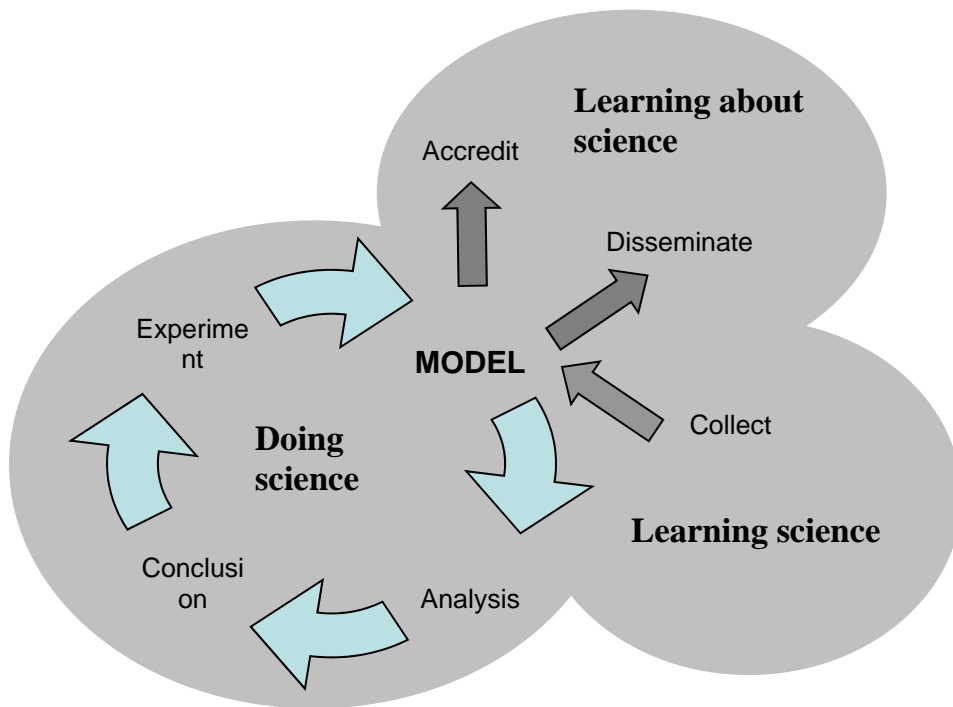 Learning about
science
Accredit
Disseminate
Experime
nt
MODEL
Collect
Doing
science
Learning science
Conclusi
on
Analysis